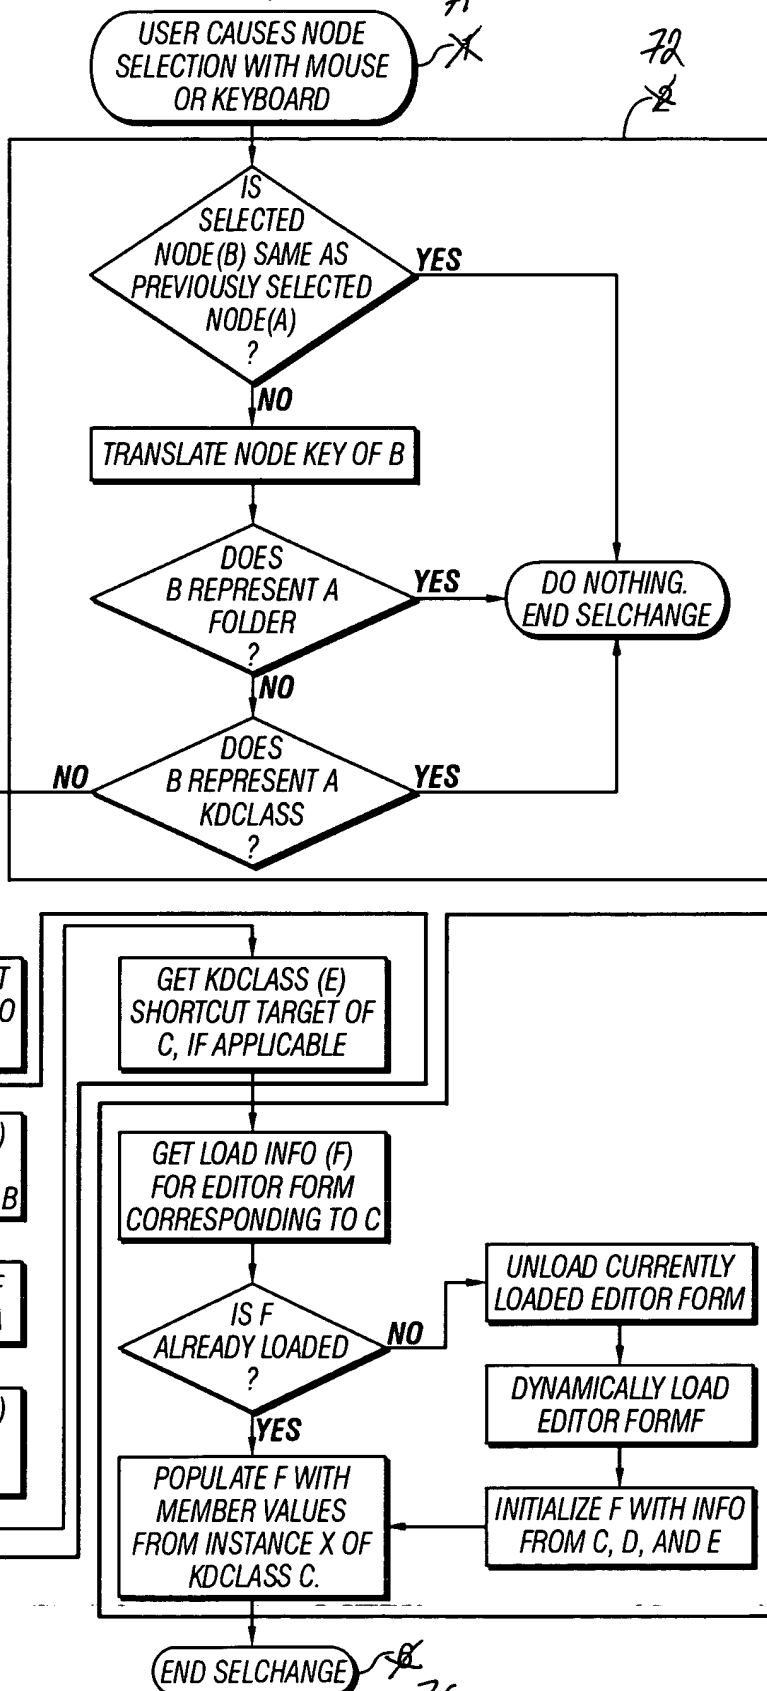 71
USER CAUSES NODE
SELECTION WITH MOUSE
OR KEYBOARD
72
IS
SELECTED
NODE(B) SAME AS
PREVIOUSLY SELECTED
NODE(A)
?
YES
NO
TRANSLATE NODE KEY OF B
DOES
B REPRESENT A
FOLDER
?
YES
DO NOTHING.
END SELCHANGE
NO
DOES
B REPRESENT A
KDCLASS
?
NO
YES
T
O
GET KDCLASS (E)
SHORTCUT TARGET OF
C, IF APPLICABLE
)
B
GET LOAD INFO (F)
FOR EDITOR FORM
CORRESPONDING TO C
IS F
ALREADY LOADED
?
NO
YES
UNLOAD CURRENTLY
LOADED EDITOR FORM
DYNAMICALLY LOAD
EDITOR FORMF
INITIALIZE F WITH INFO
FROM C, D, AND E
)
POPULATE F WITH
MEMBER VALUES
FROM INSTANCE X OF
KDCLASS C.
END SELCHANGE